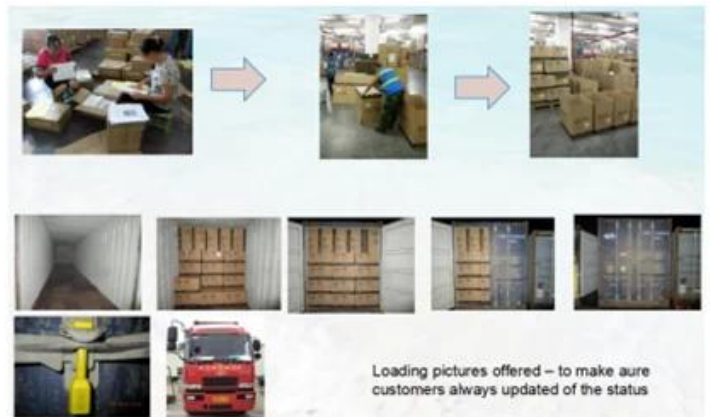 Loading pictures offered – to make aure
customers always updated of the status